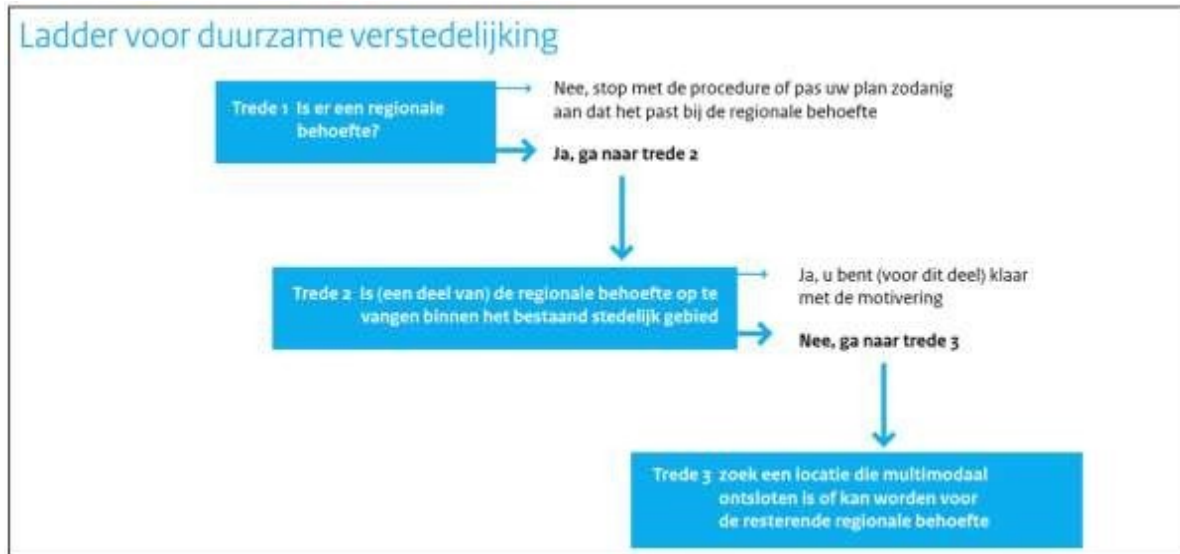 Ladder voor duurzame verstedelijking
Trede 1 Is er een regionale
behoefte?
Nee, stop met de procedure of pas uw plan zodanig
aan dat het past bij de regionale behoefte
Ja, ga naar trede 2
Trede 2 Is (een deel van) de regionale behoefte op te
vangen binnen het bestaand stedelijk gebied
Ja, u bent (voor dit deel) klaar
met de motivering
Nee, ga naar trede 3
Trede 3 zoek een locatie die multimodaal
ontsloten is of kan worden voor
de resterende regionale behoefte